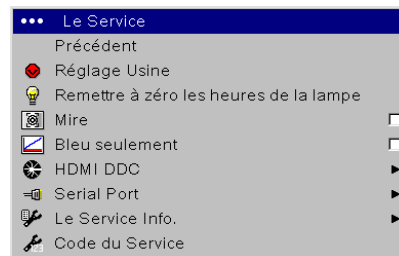 Le Service
Précédent
Réglage Usine
Remettre à zéro les heures de la lampe
Mire
Bleu seulement
HDMI DDC
Serial Port
Le Service Info.
Code du Service